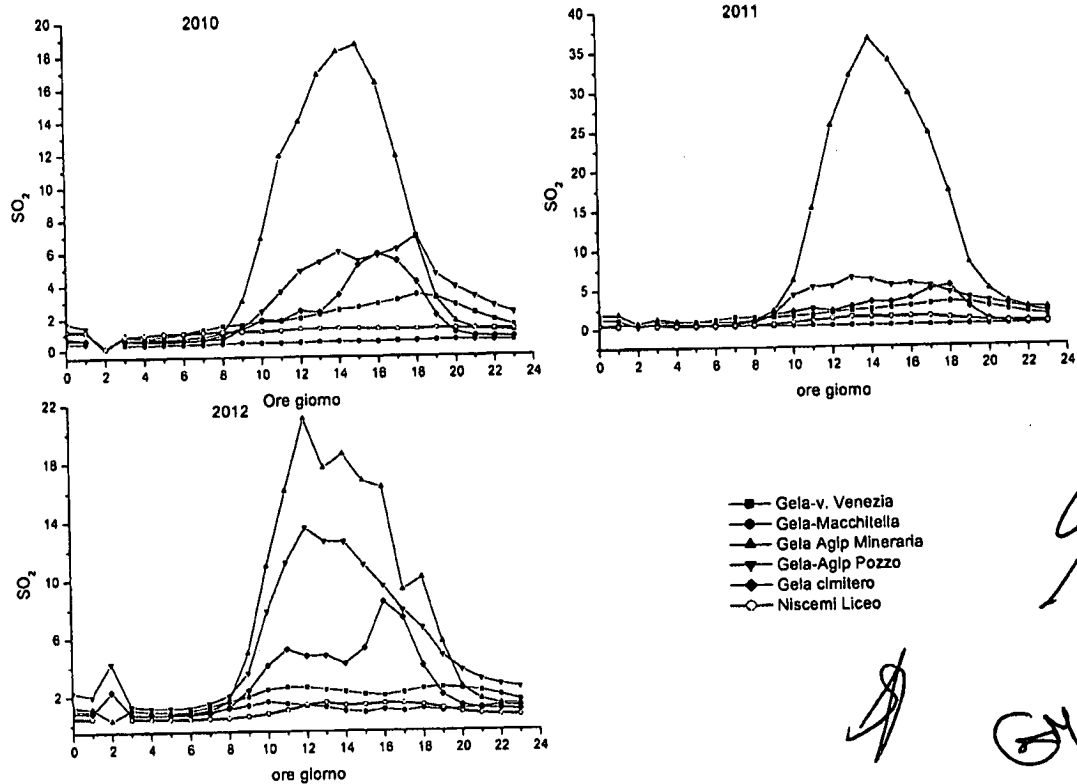 2010
20
18
16
14
12
10
8
6
4
2
0
SO₂
0 2 4 6 8 10 12 14 16 18 20 22 24
Ore giorno
2011
40
35
30
25
20
15
10
5
0
SO₂
0 2 4 6 8 10 12 14 16 18 20 22 24
ore giorno
2012
22
18
14
10
6
2
SO₂
0 2 4 6 8 10 12 14 16 18 20 22 24
ore giorno
Gela-v. Venezia
Gela-Macchitella
Gela Agip Mineraria
Gela-Agip Pozzo
Gela cimitero
Niscemi Liceo